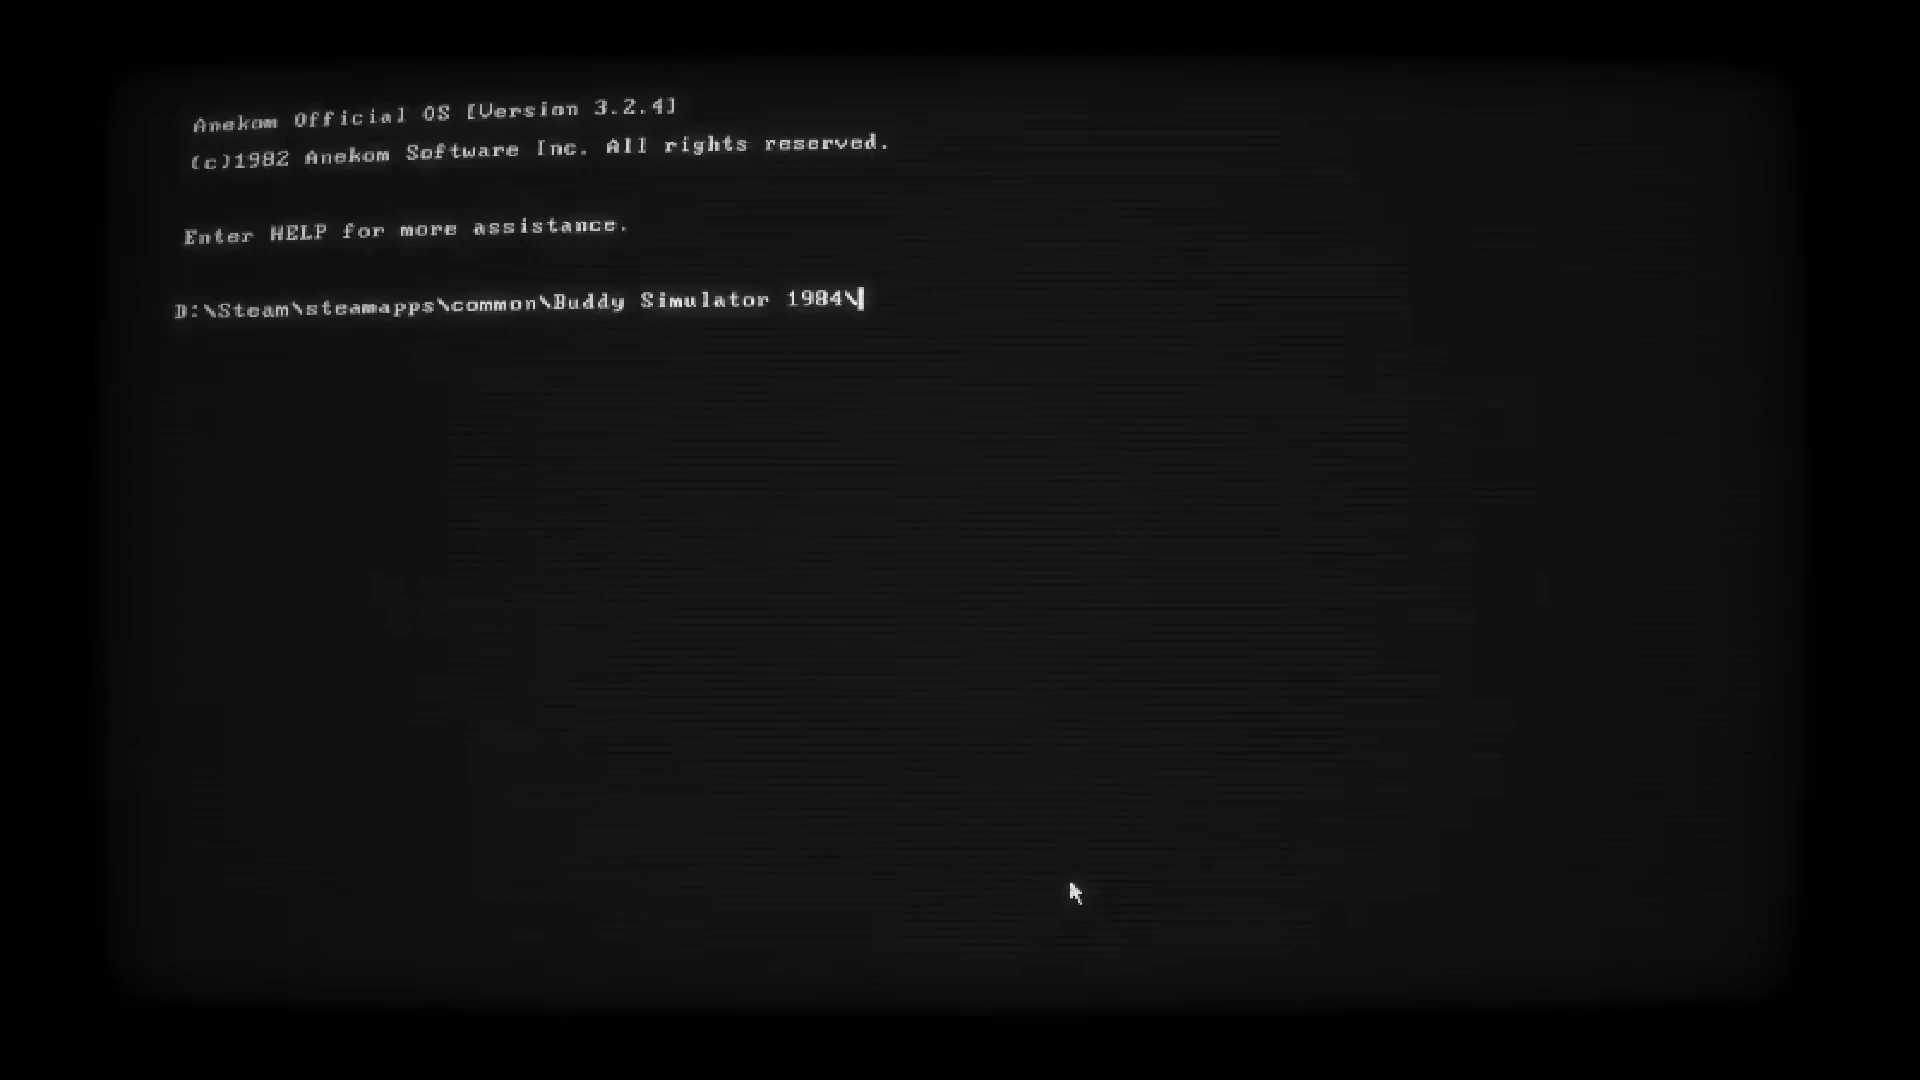 Anekom Official OS [Version 3.2.4]
(c)1982 Anekom Software Inc. All rights reserved.
Enter HELP for more assistance.
D:\Steam\steamapps\common\Buddy Simulator 1984\